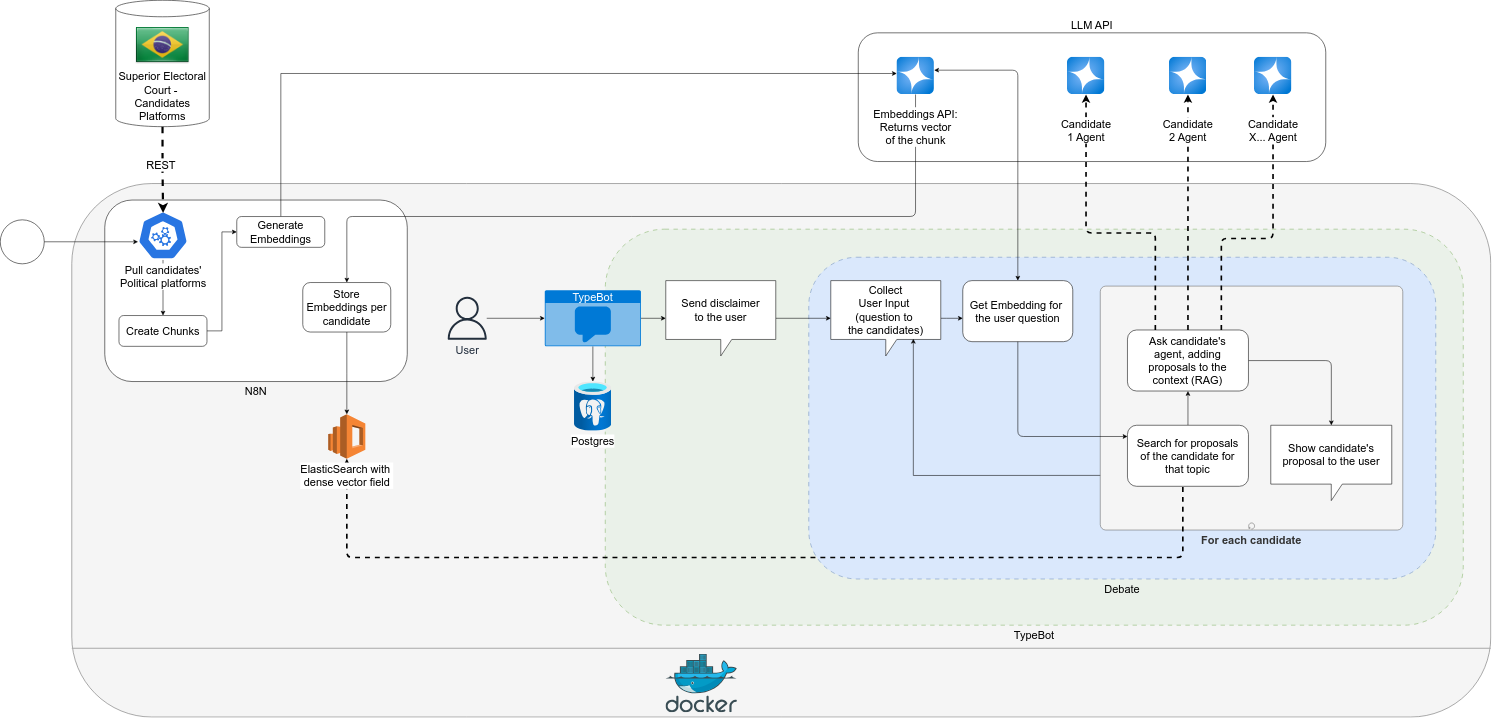 LLM API
Superior Electoral
Court -
Candidates
Platforms
REST
Embeddings API:
Returns vector
of the chunk
Candidate
1 Agent
Candidate
2 Agent
Candidate
X... Agent
Pull candidates'
Political platforms
Create Chunks
Generate
Embeddings
Store
Embeddings per
candidate
N8N
ElasticSearch with
dense vector field
User
TypeBot
Postgres
Send disclaimer
to the user
Collect
User Input
(question to
the candidates)
Get Embedding for
the user question
Ask candidate's
agent, adding
proposals to the
context (RAG)
Search for proposals
of the candidate for
that topic
Show candidate's
proposal to the user
For each candidate
Debate
TypeBot
docker